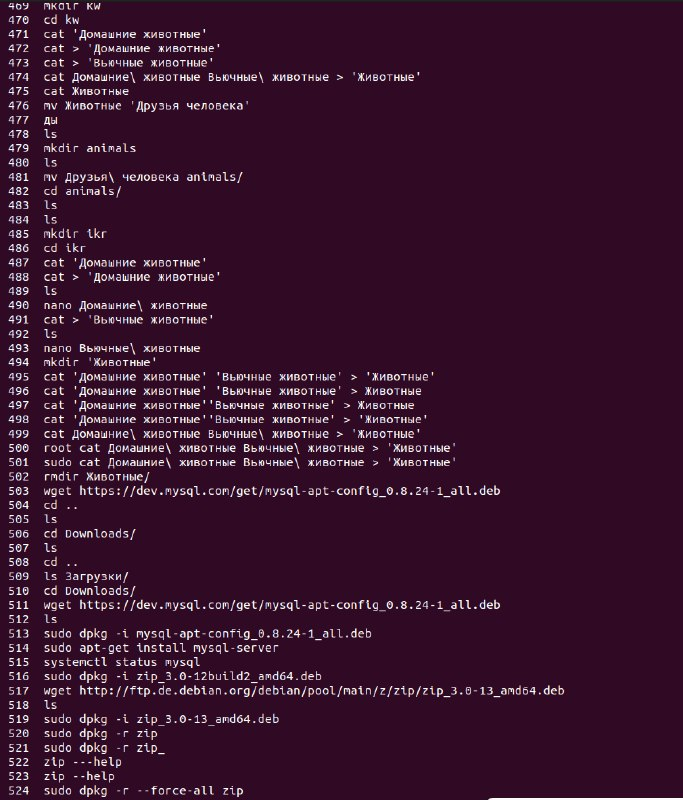 469 mkdir kw
470 cd kw
471 cat 'Домашние животные'
472 cat > 'Домашние животные'
473 cat > 'Вьючные животные'
474 cat Домашние\ животные Вьючные\ животные > 'Животные'
475 cat Животные
476 mv Животные 'Друзья человека'
477 ды
478 ls
479 mkdir animals
480 ls
481 mv Друзья\ человека animals/
482 cd animals/
483 ls
484 ls
485 mkdir ikr
486 cd ikr
487 cat 'Домашние животные'
488 cat > 'Домашние животные'
489 ls
490 nano Домашние\ животные
491 cat > 'Вьючные животные'
492 ls
493 nano Вьючные\ животные
494 mkdir 'Животные'
495 cat 'Домашние животные' 'Вьючные животные' > 'Животные'
496 cat 'Домашние животные' 'Вьючные животные' > Животные
497 cat 'Домашние животные''Вьючные животные' > Животные
498 cat 'Домашние животные''Вьючные животные' > 'Животные'
499 cat Домашние\ животные Вьючные\ животные > 'Животные'
500 root cat Домашние\ животные Вьючные\ животные > 'Животные'
501 sudo cat Домашние\ животные Вьючные\ животные > 'Животные'
502 rmdir Животные/
503 wget https://dev.mysql.com/get/mysql-apt-config_0.8.24-1_all.deb
504 cd ..
505 ls
506 cd Downloads/
507 ls
508 cd ..
509 ls Загрузки/
510 cd Downloads/
511 wget https://dev.mysql.com/get/mysql-apt-config_0.8.24-1_all.deb
512 ls
513 sudo dpkg -i mysql-apt-config_0.8.24-1_all.deb
514 sudo apt-get install mysql-server
515 systemctl status mysql
516 sudo dpkg -i zip_3.0-12build2_amd64.deb
517 wget http://ftp.de.debian.org/debian/pool/main/z/zip/zip_3.0-13_amd64.deb
518 ls
519 sudo dpkg -i zip_3.0-13_amd64.deb
520 sudo dpkg -r zip
521 sudo dpkg -r zip_
522 zip ---help
523 zip --help
524 sudo dpkg -r --force-all zip